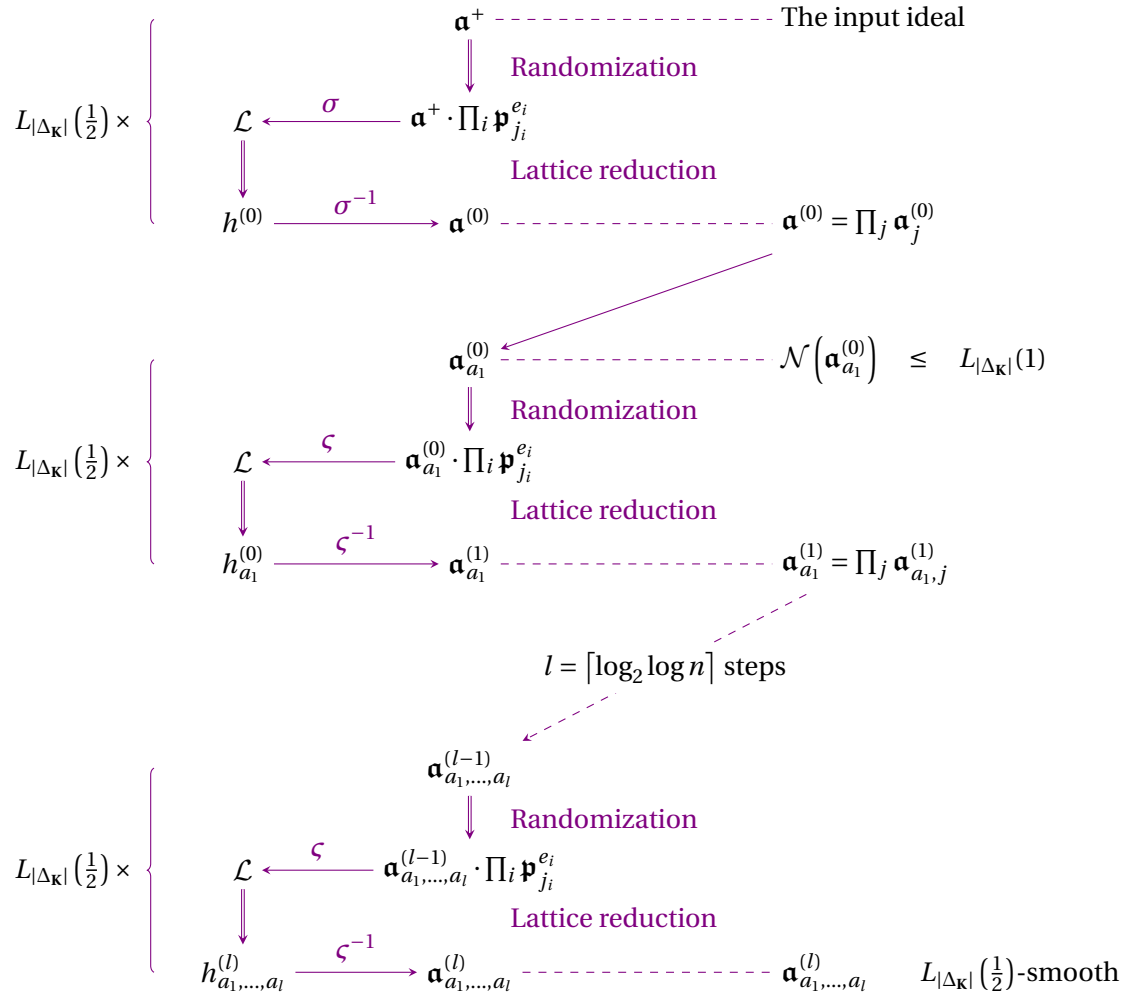 𝖆⁺ The input ideal
Randomization
L_{|Δ_𝐊|}(1/2) × ℒ σ 𝖆⁺ · ∏_i 𝖕_{j_i}^{e_i}
Lattice reduction
h^{(0)} σ^{−1} 𝖆^{(0)} 𝖆^{(0)} = ∏_j 𝖆_j^{(0)}
𝖆_{a_1}^{(0)} 𝒩(𝖆_{a_1}^{(0)}) ≤ L_{|Δ_𝐊|}(1)
Randomization
L_{|Δ_𝐊|}(1/2) × ℒ ς 𝖆_{a_1}^{(0)} · ∏_i 𝖕_{j_i}^{e_i}
Lattice reduction
h_{a_1}^{(0)} ς^{−1} 𝖆_{a_1}^{(1)} 𝖆_{a_1}^{(1)} = ∏_j 𝖆_{a_1,j}^{(1)}
l = ⌈log_2 log n⌉ steps
𝖆_{a_1,...,a_l}^{(l−1)}
Randomization
L_{|Δ_𝐊|}(1/2) × ℒ ς 𝖆_{a_1,...,a_l}^{(l−1)} · ∏_i 𝖕_{j_i}^{e_i}
Lattice reduction
h_{a_1,...,a_l}^{(l)} ς^{−1} 𝖆_{a_1,...,a_l}^{(l)} 𝖆_{a_1,...,a_l}^{(l)} L_{|Δ_𝐊|}(1/2)-smooth